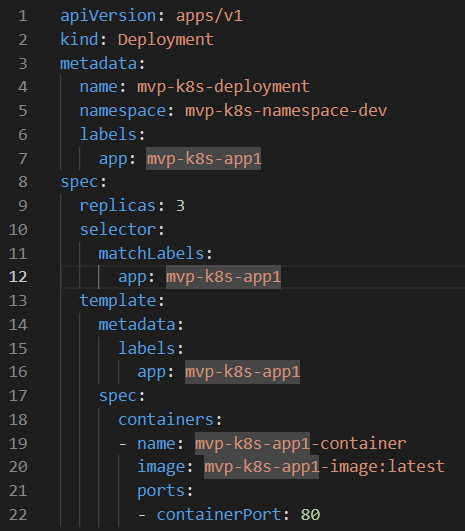 1 apiVersion: apps/v1
2 kind: Deployment
3 metadata:
4   name: mvp-k8s-deployment
5   namespace: mvp-k8s-namespace-dev
6   labels:
7     app: mvp-k8s-app1
8 spec:
9   replicas: 3
10   selector:
11     matchLabels:
12       app: mvp-k8s-app1
13   template:
14     metadata:
15       labels:
16         app: mvp-k8s-app1
17     spec:
18       containers:
19       - name: mvp-k8s-app1-container
20         image: mvp-k8s-app1-image:latest
21         ports:
22         - containerPort: 80